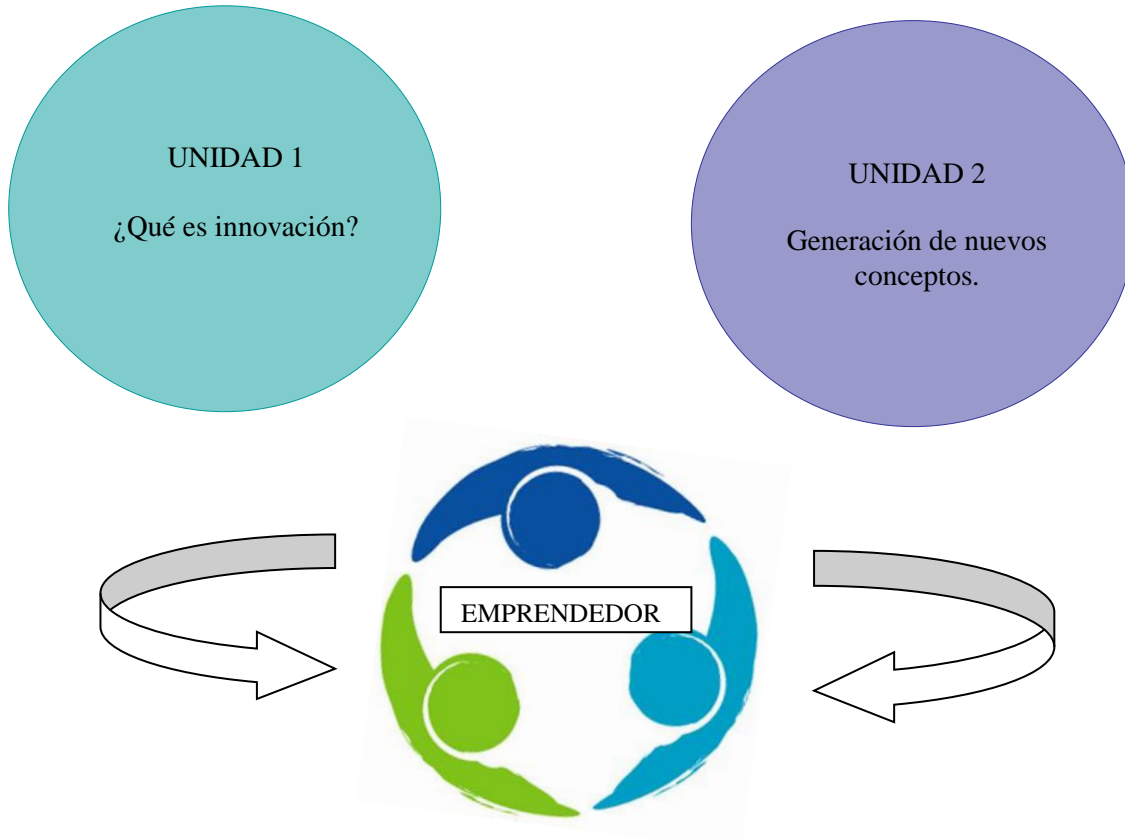 UNIDAD 1
¿Qué es innovación?
UNIDAD 2
Generación de nuevos
conceptos.
EMPRENDEDOR